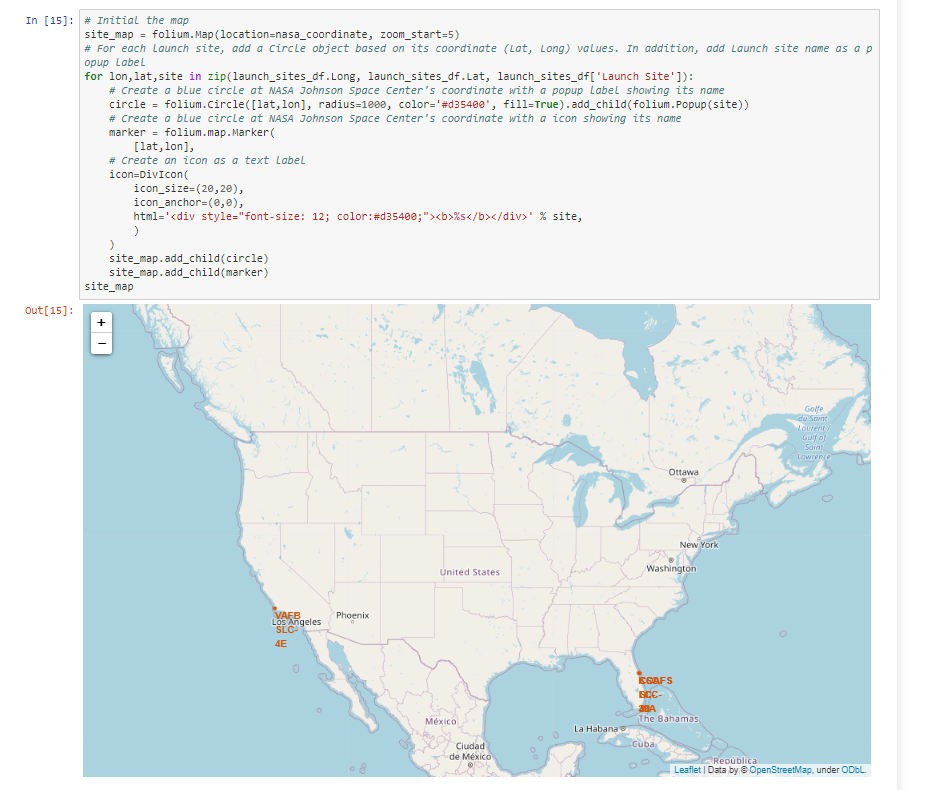 In [15]:
# Initial the map
site_map = folium.Map(location=nasa_coordinate, zoom_start=5)
# For each launch site, add a Circle object based on its coordinate (Lat, Long) values. In addition, add Launch site name as a p
opup label
for lon,lat,site in zip(launch_sites_df.Long, launch_sites_df.Lat, launch_sites_df['Launch Site']):
    # Create a blue circle at NASA Johnson Space Center's coordinate with a popup label showing its name
    circle = folium.Circle([lat,lon], radius=1000, color='#d35400', fill=True).add_child(folium.Popup(site))
    # Create a blue circle at NASA Johnson Space Center's coordinate with a icon showing its name
    marker = folium.map.Marker(
        [lat,lon],
    # Create an icon as a text label
    icon=DivIcon(
        icon_size=(20,20),
        icon_anchor=(0,0),
        html='<div style="font-size: 12; color:#d35400;"><b>%s</b></div>' % site,
        )
    )
    site_map.add_child(circle)
    site_map.add_child(marker)
site_map
Out[15]:
+
−
Golfe
du Saint
Laurent /
Gulf of
Saint
Lawrence
Ottawa
New York
Washington
United States
VAFB
SLC-
4E
Los Angeles
Phoenix
México
Ciudad
de México
La Habana
The Bahamas
Cuba
República
Leaflet | Data by © OpenStreetMap, under ODbL.